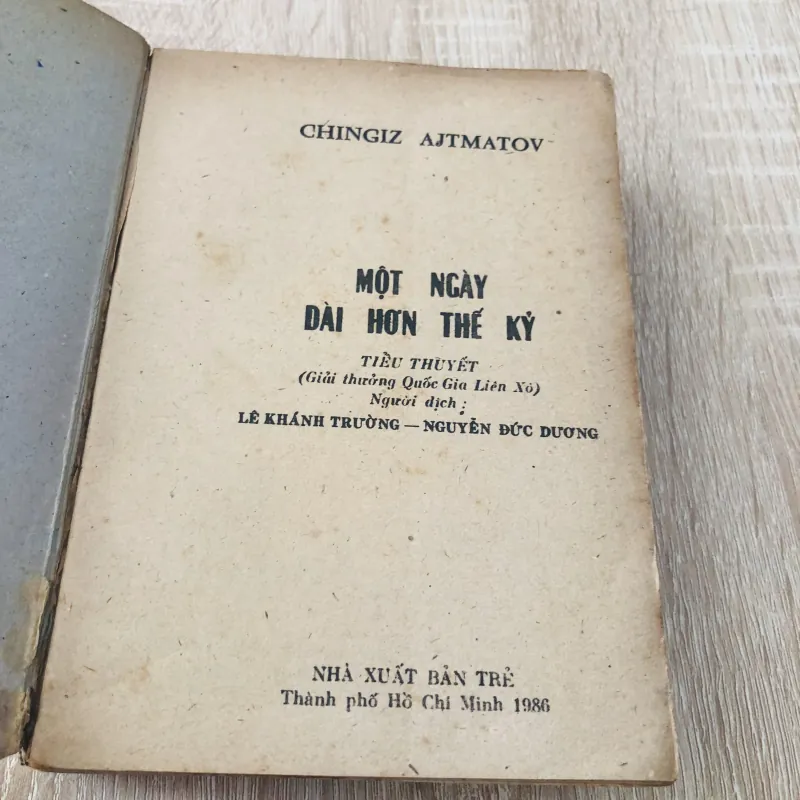 CHINGIZ AJTMATOV
MỘT NGÀY
DÀI HƠN THẾ KỶ
TIỂU THUYẾT
(Giải thưởng Quốc Gia Liên Xô)
Người dịch :
LÊ KHÁNH TRƯỜNG — NGUYỄN ĐỨC DƯƠNG
NHÀ XUẤT BẢN TRẺ
Thành phố Hồ Chí Minh 1986